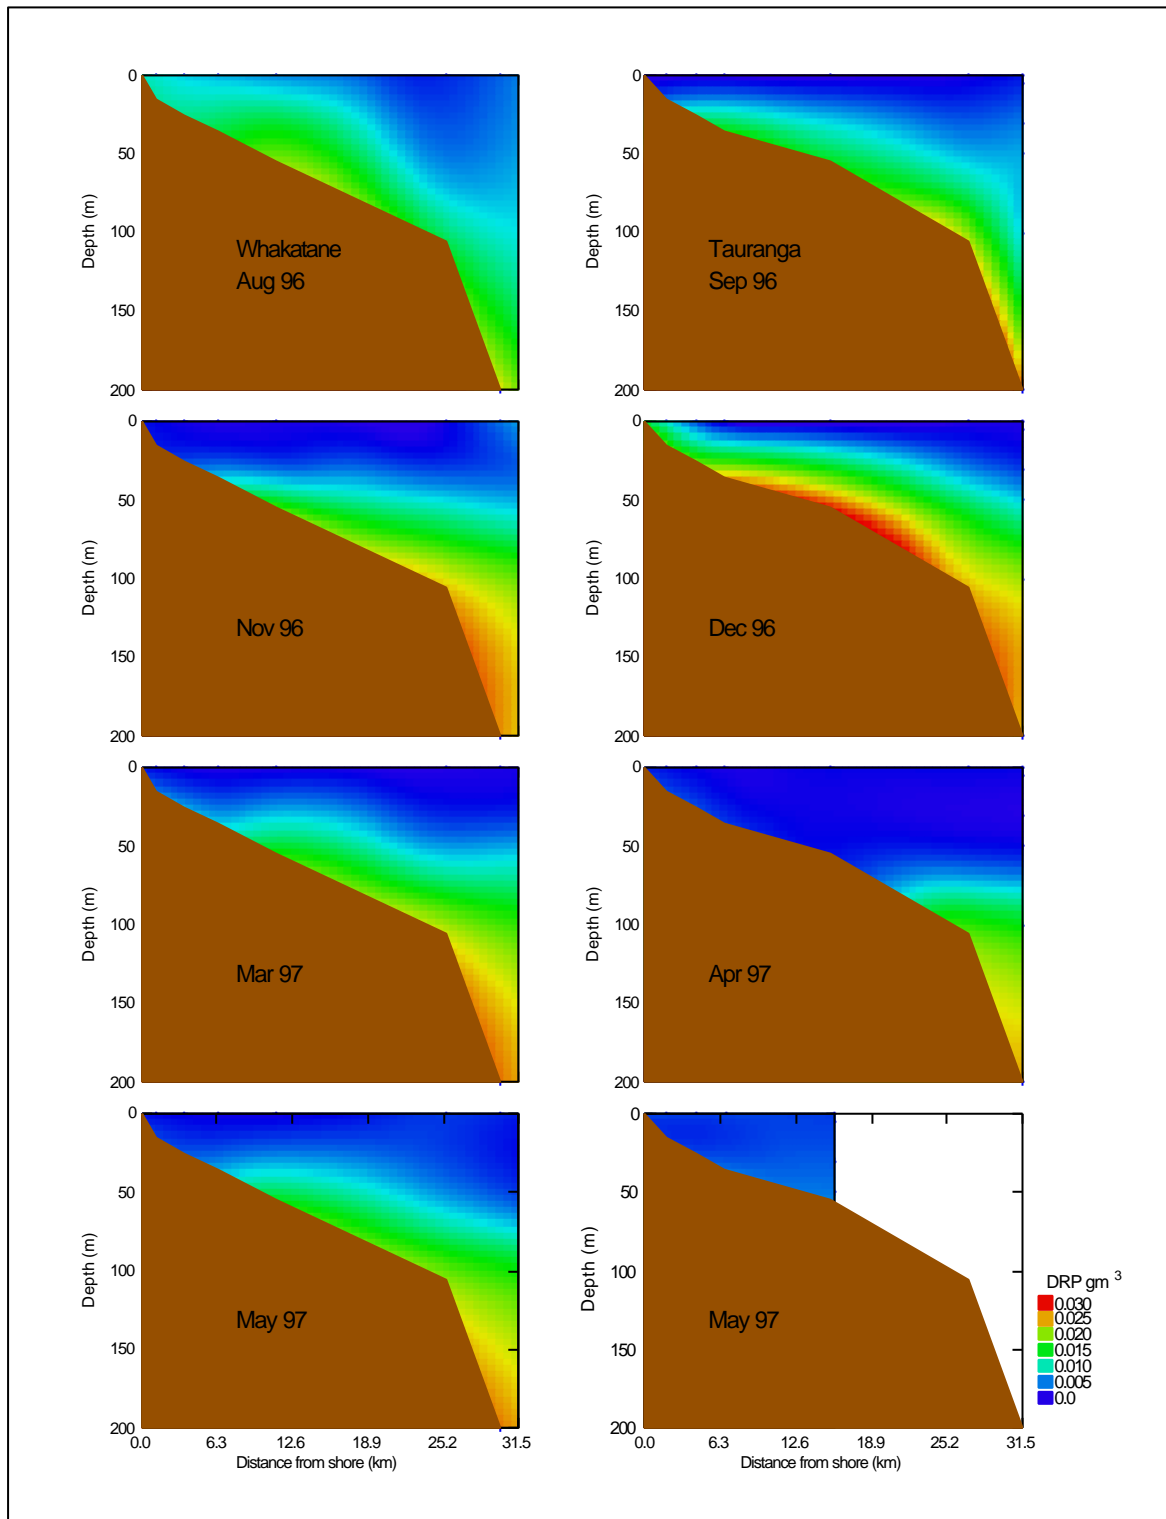 0
50
100
150
200
Depth (m)
Whakatane
Aug 96
0
50
100
150
200
Depth (m)
Tauranga
Sep 96
0
50
100
150
200
Depth (m)
Nov 96
0
50
100
150
200
Depth (m)
Dec 96
0
50
100
150
200
Depth (m)
Mar 97
0
50
100
150
200
Depth (m)
Apr 97
0
50
100
150
200
Depth (m)
May 97
0.0 6.3 12.6 18.9 25.2 31.5
Distance from shore (km)
0
50
100
150
200
Depth (m)
May 97
0.0 6.3 12.6 18.9 25.2 31.5
Distance from shore (km)
DRP gm 3
0.030
0.025
0.020
0.015
0.010
0.005
0.0